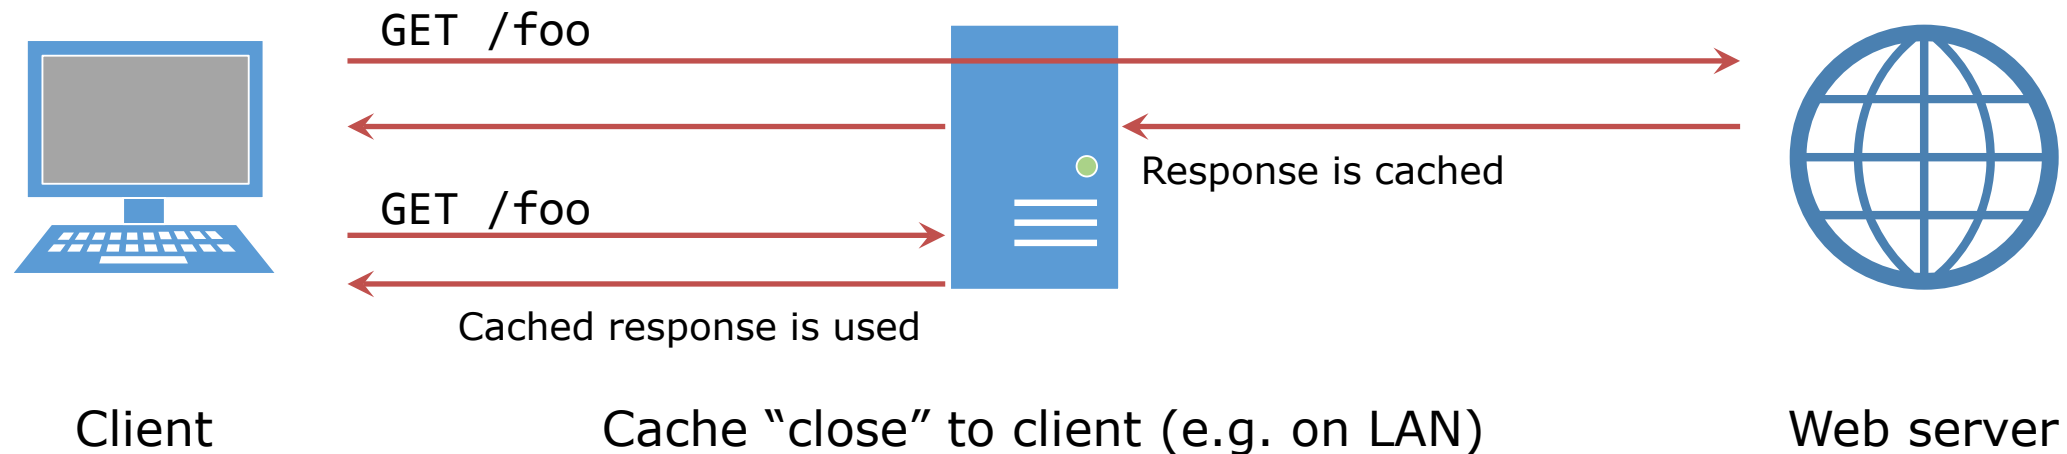 GET /foo
Response is cached
GET /foo
Cached response is used
Client
Cache “close” to client (e.g. on LAN)
Web server